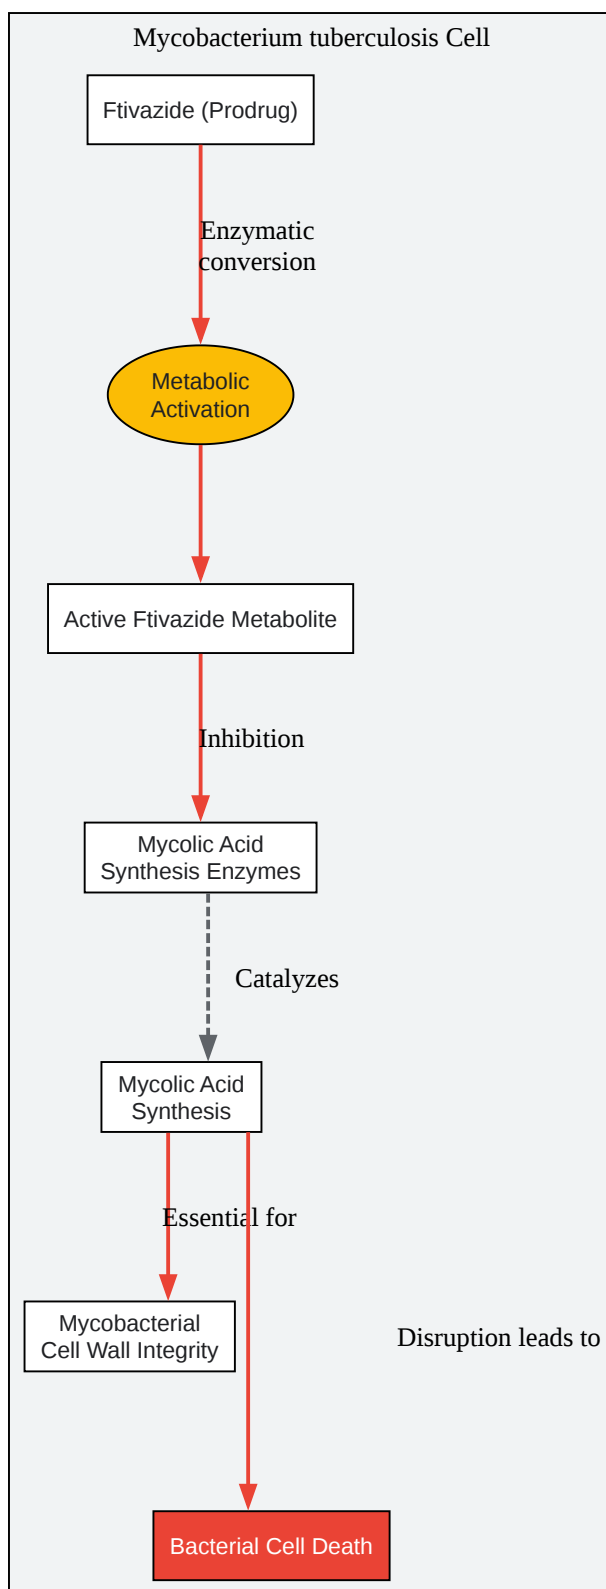 Mycobacterium tuberculosis Cell
Ftivazide (Prodrug)
Enzymatic
conversion
Metabolic
Activation
Active Ftivazide Metabolite
Inhibition
Mycolic Acid
Synthesis Enzymes
Catalyzes
Mycolic Acid
Synthesis
Essential for
Mycobacterial
Cell Wall Integrity
Disruption leads to
Bacterial Cell Death